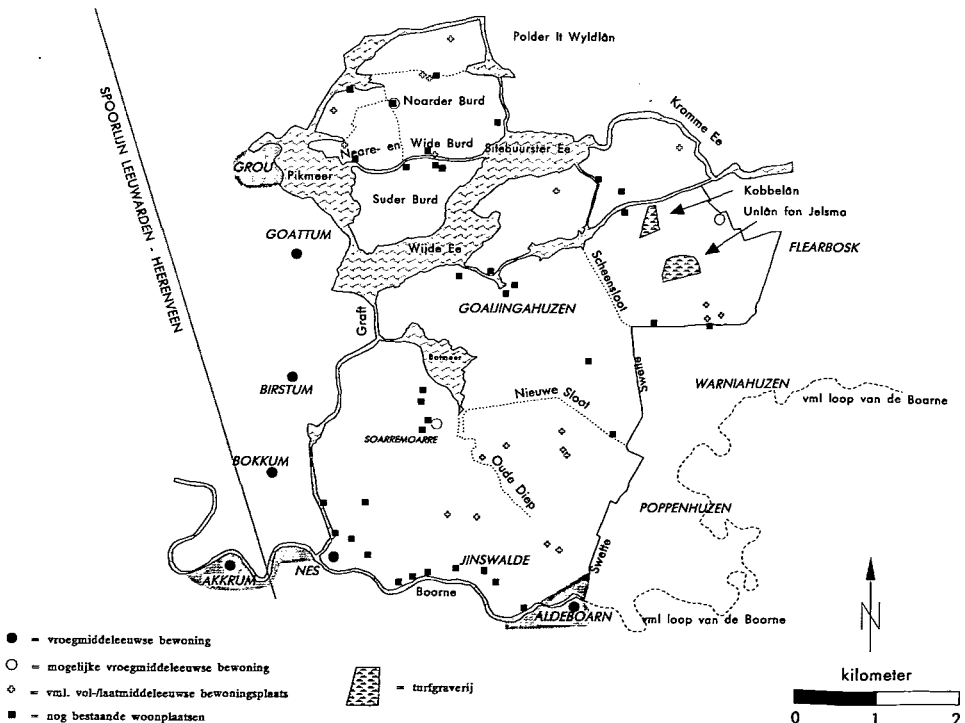 Polder It Wyldlân
SPOORLIJN LEEUWARDEN - HEERENVEEN
Noarder Burd
Kromme Ee
Neare- en Wide Burd
Sitebuurster Ee
GROU
Pikmeer
Kobbelân
Suder Burd
Unlân fon Jelsma
GOATTUM
Wijde Ee
FLEARBOSK
Scheensloot
GOAIJINGAHUZEN
Graft
Botmeer
Swette
BIRSTUM
WARNIAHUZEN
Nieuwe Sloot
vml loop van de Boarne
SOARREMOARRE
BOKKUM
Oude Diep
POPPENHUZEN
JINSWALDE
Swette
NES
AKKRUM
Boorne
ALDEBOARN
vml loop van de Boorne
N
● = vroegmiddeleeuwse bewoning
○ = mogelijke vroegmiddeleeuwse bewoning
= vml. vol-/laatmiddeleeuwse bewoningsplaats
■ = nog bestaande woonplaatsen
= turfgraverij
kilometer
0 1 2